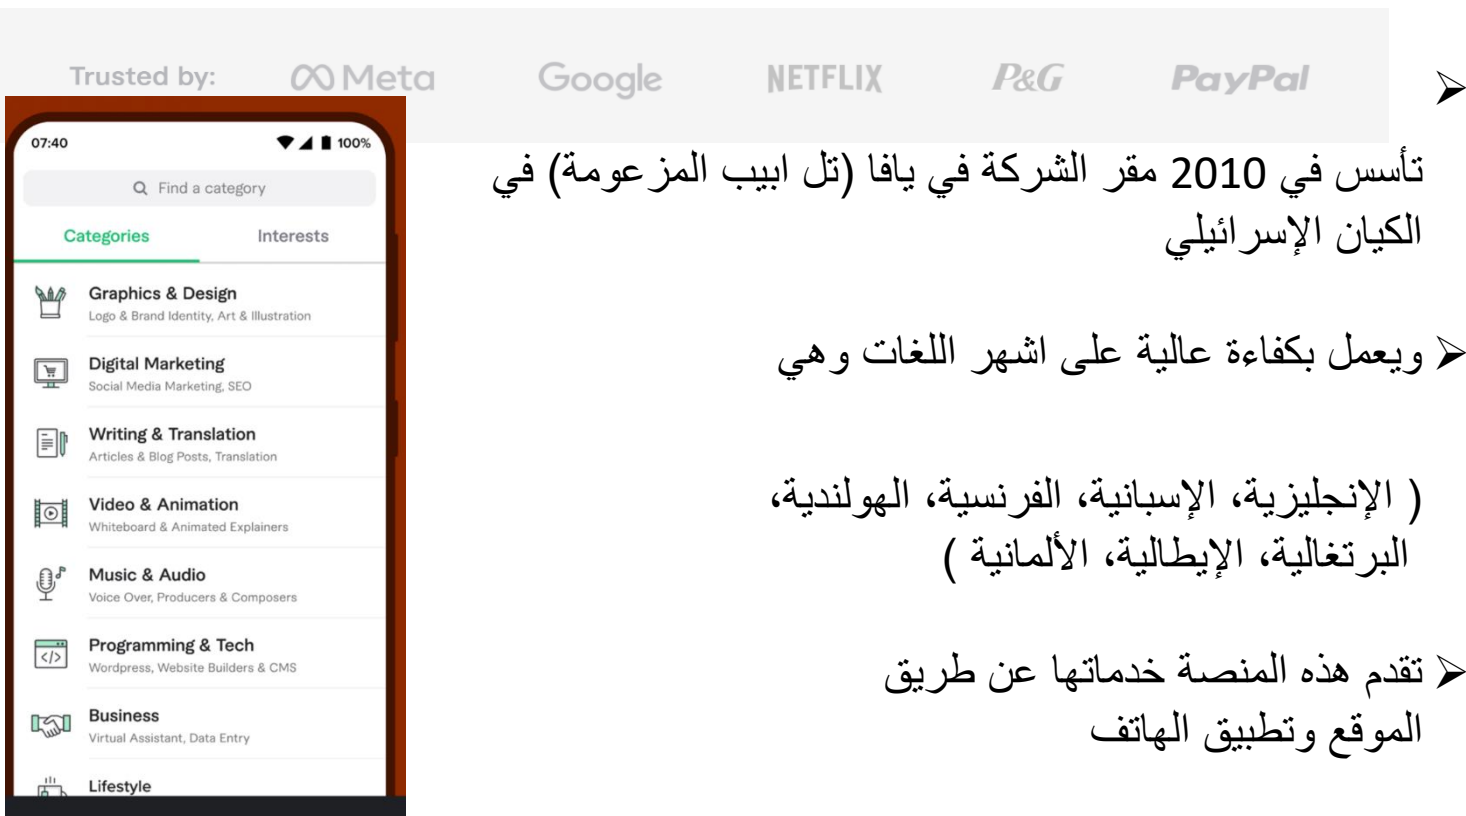 Trusted by: Meta Google NETFLIX P&G PayPal
تأسس في 2010 مقر الشركة في يافا (تل ابيب المزعومة) في
الكيان الإسرائيلي
ويعمل بكفاءة عالية على اشهر اللغات وهي
( الإنجليزية، الإسبانية، الفرنسية، الهولندية،
البرتغالية، الإيطالية، الألمانية )
تقدم هذه المنصة خدماتها عن طريق
الموقع وتطبيق الهاتف
07:40 100%
Find a category
Categories Interests
Graphics & Design
Logo & Brand Identity, Art & Illustration
Digital Marketing
Social Media Marketing, SEO
Writing & Translation
Articles & Blog Posts, Translation
Video & Animation
Whiteboard & Animated Explainers
Music & Audio
Voice Over, Producers & Composers
Programming & Tech
Wordpress, Website Builders & CMS
Business
Virtual Assistant, Data Entry
Lifestyle